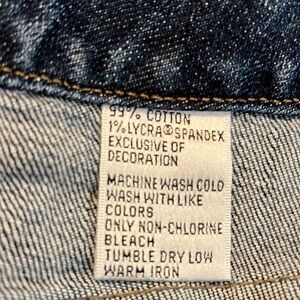 99% COTTON
1% LYCRA® SPANDEX
EXCLUSIVE OF
DECORATION
MACHINE WASH COLD
WASH WITH LIKE
COLORS
ONLY NON-CHLORINE
BLEACH
TUMBLE DRY LOW
WARM IRON